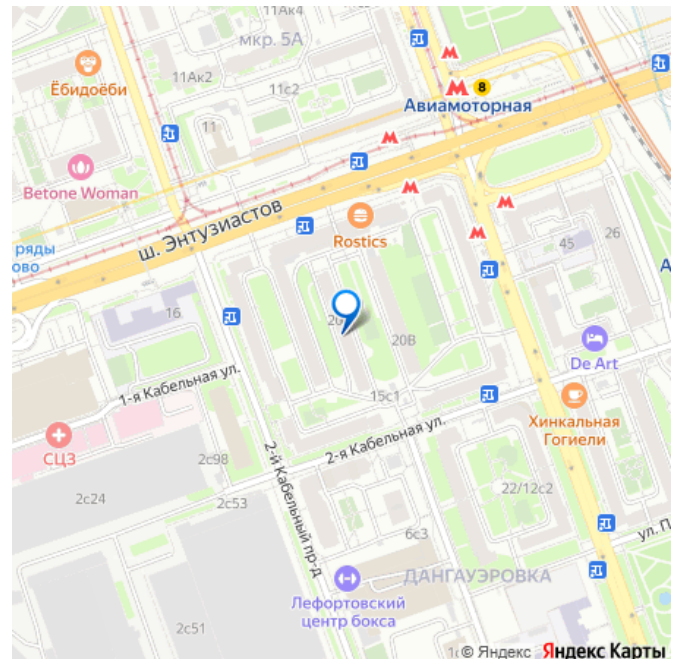 11Ак4
мкр. 5А
Ёбидоёби
11Ак2
11с2
8
Авиамоторная
11
Betone Woman
ш. Энтузиастов
Rostics
ряды
ово
45
26
А
16
20
20В
De Art
1-я Кабельная ул.
15с1
Хинкальная
Гогиели
СЦЗ
2-я Кабельная ул.
2с98
2с24
2с53
2-й Кабельный пр-д
22/12с2
6с3
ул. П
ДАНГАУЭРОВКА
Лефортовский
центр бокса
2с51
© Яндекс Яндекс Карты